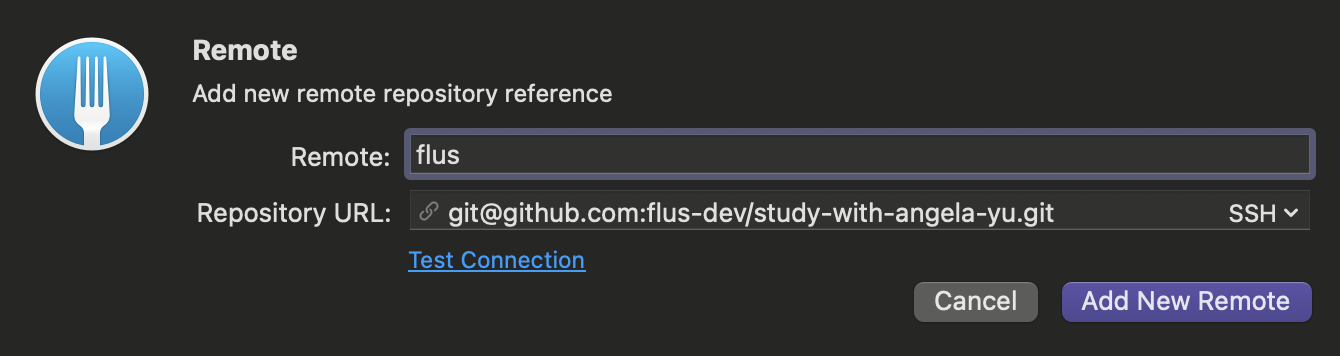 Remote
Add new remote repository reference
Remote: flus
Repository URL: git@github.com:flus-dev/study-with-angela-yu.git SSH
Test Connection
Cancel Add New Remote